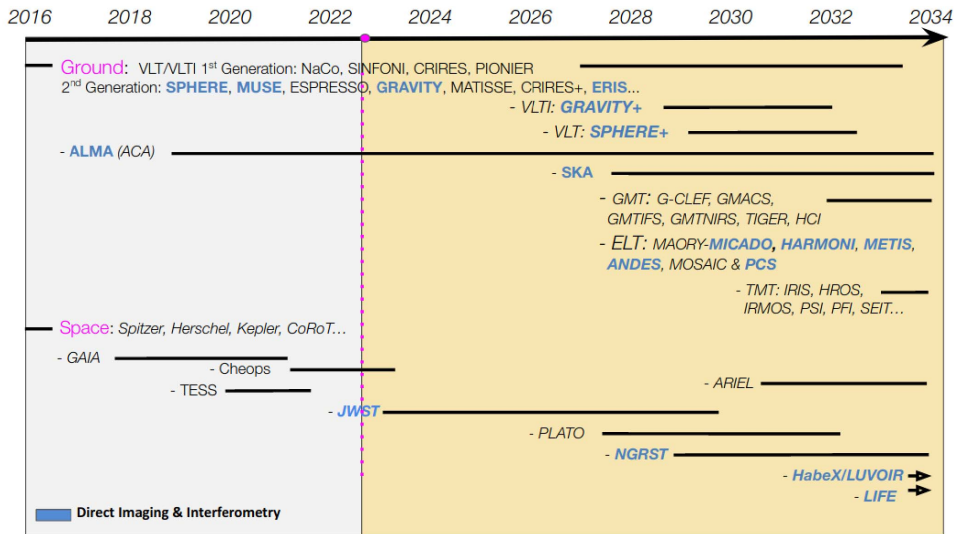 2016 2018 2020 2022 2024 2026 2028 2030 2032 2034
Ground: VLT/VLTI 1st Generation: NaCo, SINFONI, CRIRES, PIONIER
2nd Generation: SPHERE, MUSE, ESPRESSO, GRAVITY, MATISSE, CRIRES+, ERIS...
- VLTI: GRAVITY+
- VLT: SPHERE+
- ALMA (ACA)
- SKA
- GMT: G-CLEF, GMACS,
GMTIFS, GMTNIRS, TIGER, HCI
- ELT: MAORY-MICADO, HARMONI, METIS,
ANDES, MOSAIC & PCS
- TMT: IRIS, HROS,
IRMOS, PSI, PFI, SEIT...
Space: Spitzer, Herschel, Kepler, CoRoT...
- GAIA
- Cheops
- TESS
- ARIEL
- JWST
- PLATO
- NGRST
- HabeX/LUVOIR
- LIFE
Direct Imaging & Interferometry